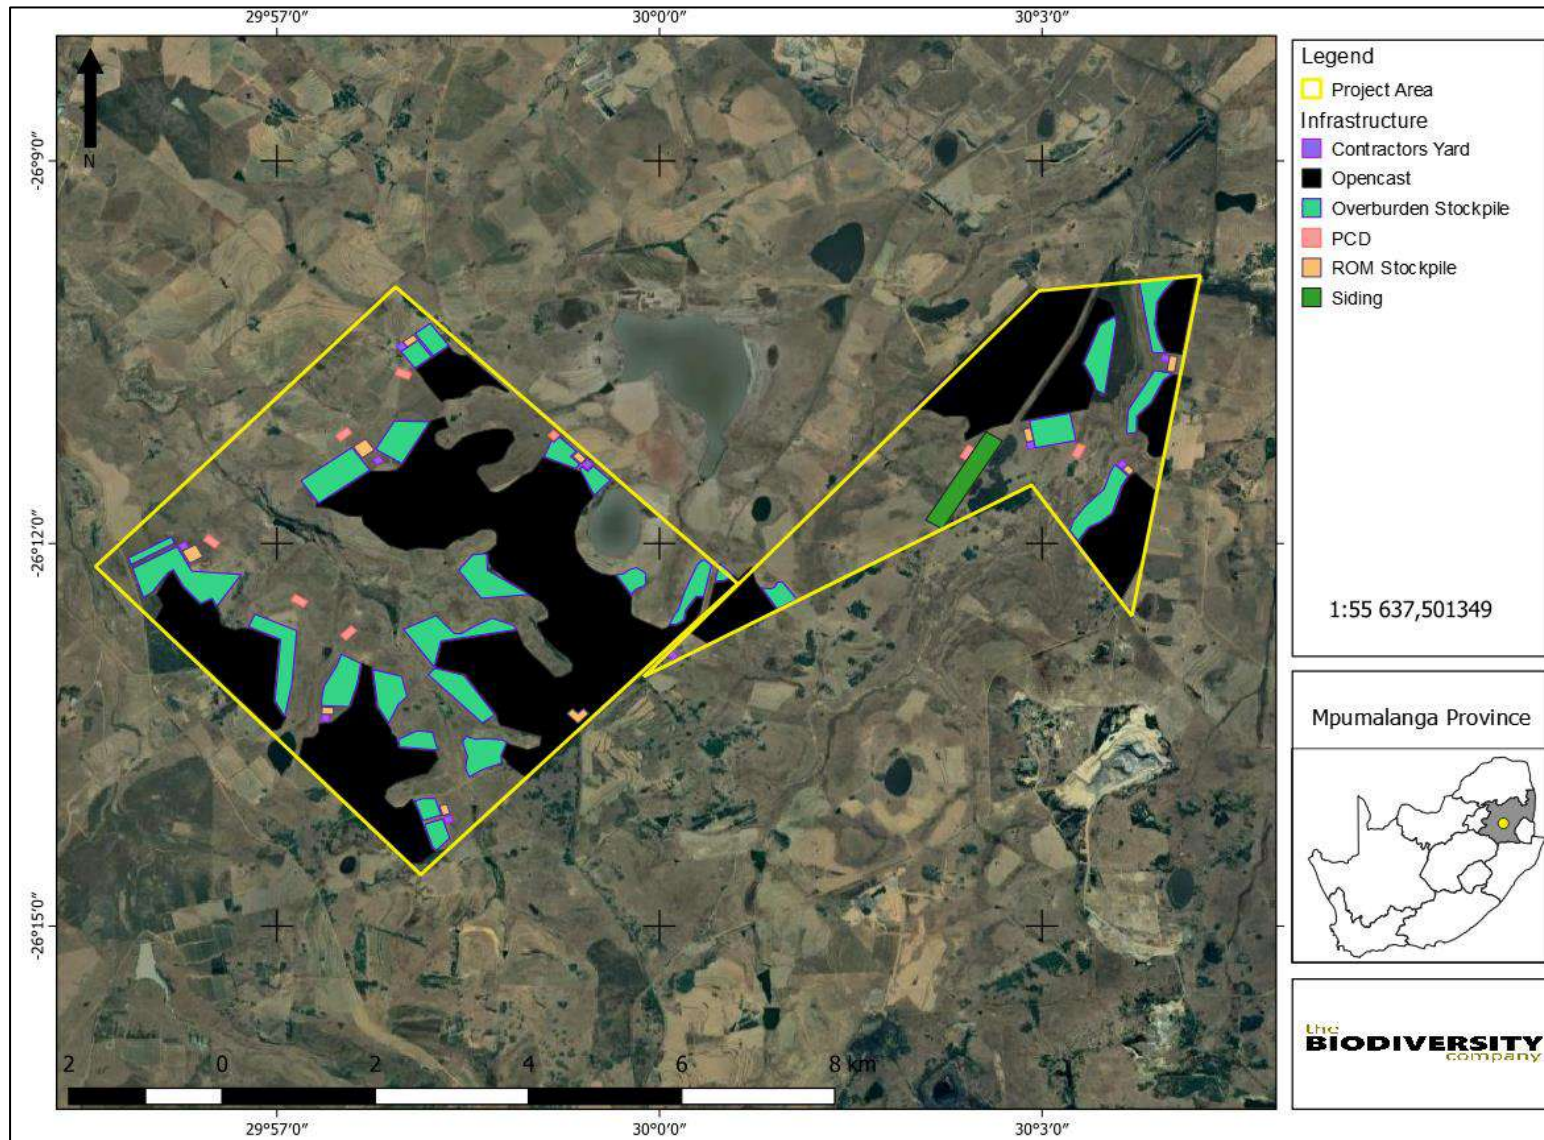 29°57'0" 30°0'0" 30°3'0"
-26°9'0"
-26°12'0"
-26°15'0"
N
2 0 2 4 6 8 km
29°57'0" 30°0'0" 30°3'0"
Legend
Project Area
Infrastructure
Contractors Yard
Opencast
Overburden Stockpile
PCD
ROM Stockpile
Siding
1:55 637,501349
Mpumalanga Province
the
BIODIVERSITY
company